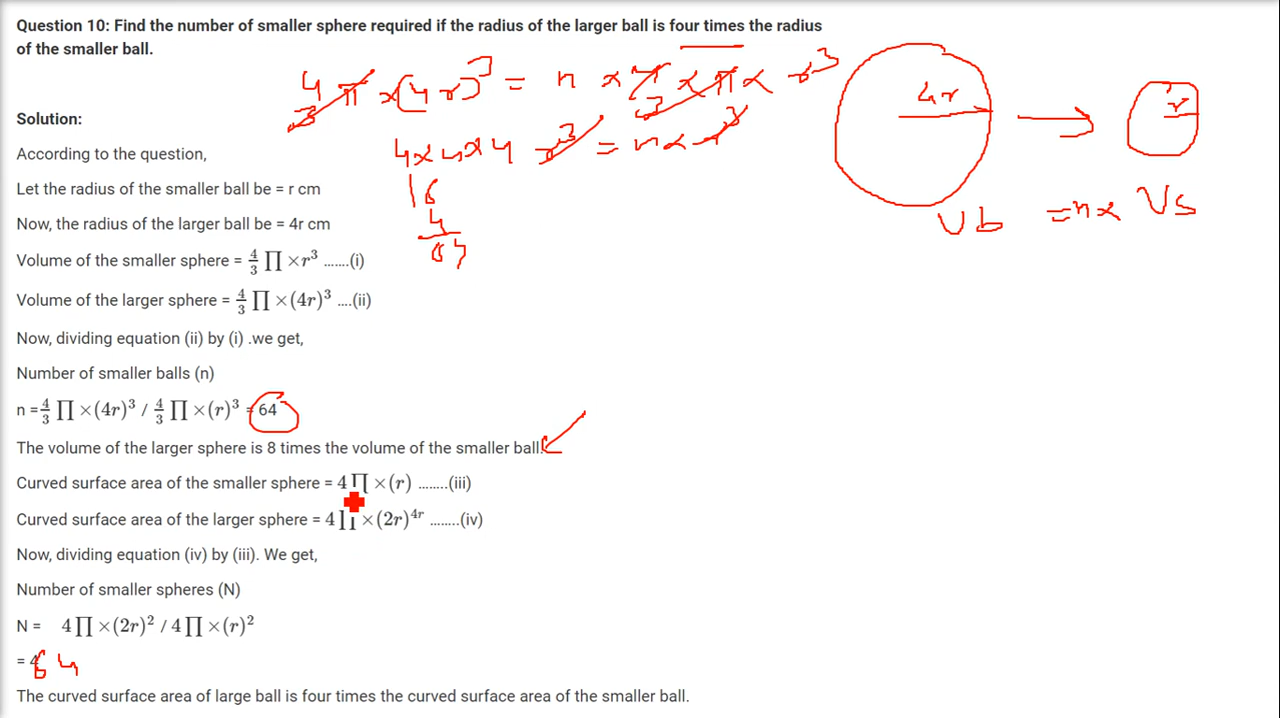 Question 10: Find the number of smaller sphere required if the radius of the larger ball is four times the radius
of the smaller ball.
4/3 π × (4r)³ = n × 4/3 × π × r³
4r
r
Solution:
4×4×4 r³ = n × r³
According to the question,
Let the radius of the smaller ball be = r cm
16
Vb = n× Vs
Now, the radius of the larger ball be = 4r cm
4
64
Volume of the smaller sphere = 4/3 ∏ ×r³ .......(i)
Volume of the larger sphere = 4/3 ∏ ×(4r)³ ....(ii)
Now, dividing equation (ii) by (i) .we get,
Number of smaller balls (n)
n =4/3 ∏ ×(4r)³ / 4/3 ∏ ×(r)³ = 64
The volume of the larger sphere is 8 times the volume of the smaller ball.
Curved surface area of the smaller sphere = 4 ∏ ×(r) ........(iii)
Curved surface area of the larger sphere = 4 ∏ ×(2r)⁴ʳ ........(iv)
Now, dividing equation (iv) by (iii). We get,
Number of smaller spheres (N)
N = 4∏ ×(2r)² / 4∏ ×(r)²
= 4 64
The curved surface area of large ball is four times the curved surface area of the smaller ball.